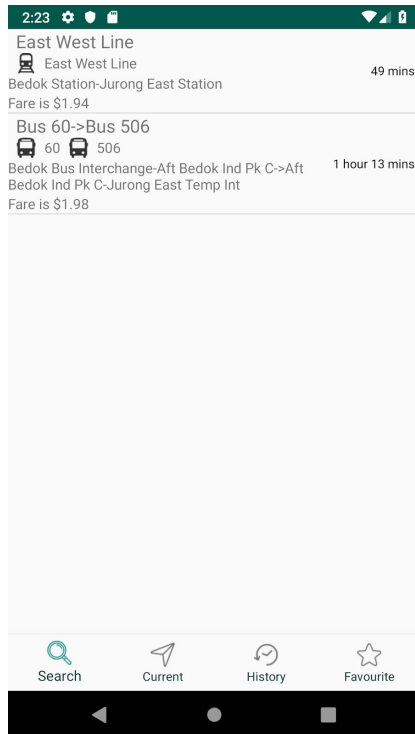 2:23
East West Line
East West Line
49 mins
Bedok Station-Jurong East Station
Fare is $1.94
Bus 60->Bus 506
60 506
1 hour 13 mins
Bedok Bus Interchange-Aft Bedok Ind Pk C->Aft
Bedok Ind Pk C-Jurong East Temp Int
Fare is $1.98
Search Current History Favourite